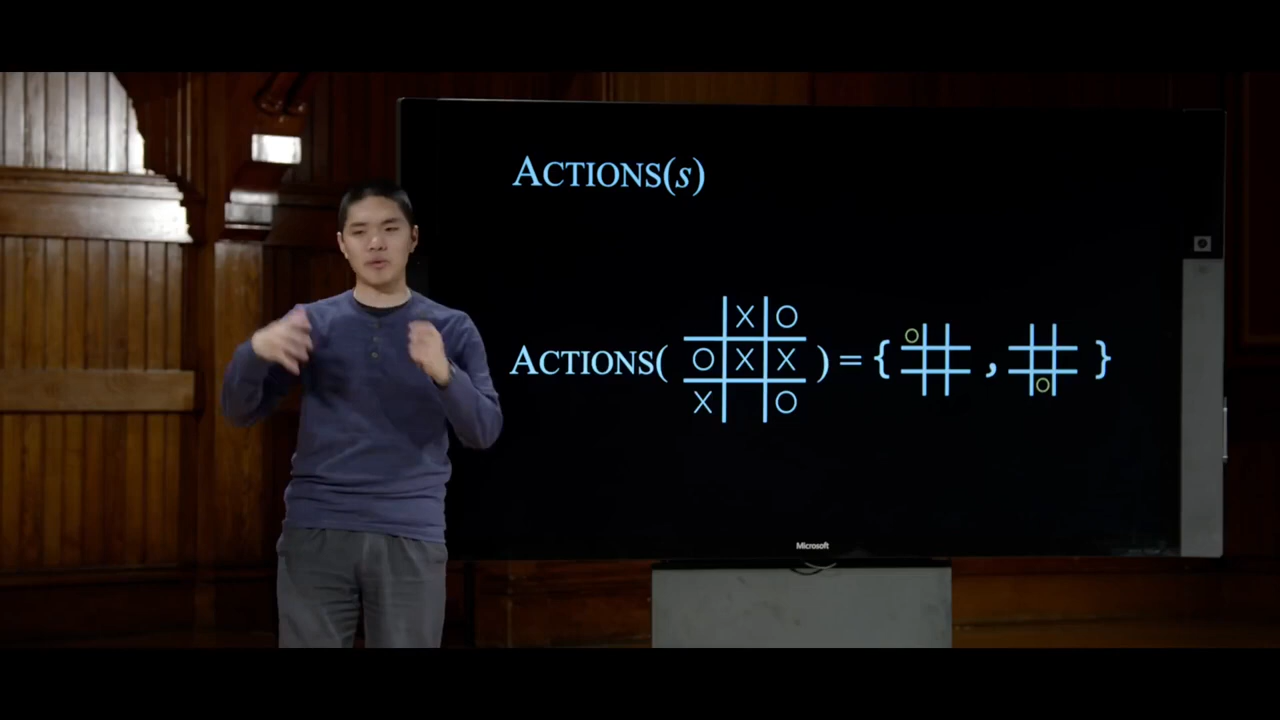 ACTIONS(s)
X O
ACTIONS( O X X ) = { O , O }
X O
Microsoft